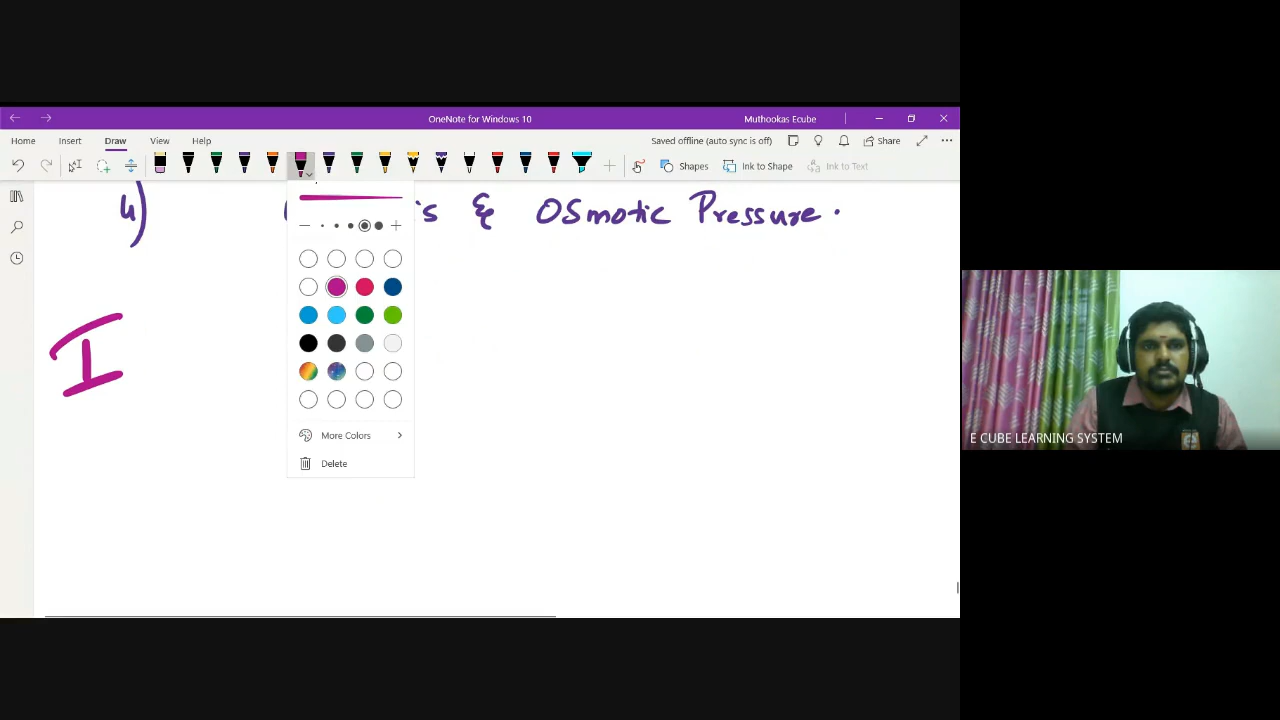 OneNote for Windows 10
Muthookas Ecube
Home Insert Draw View Help
Saved offline (auto sync is off)
Share
Shapes
Ink to Shape
Ink to Text
4) is & Osmotic Pressure.
I
More Colors
Delete
E CUBE LEARNING SYSTEM